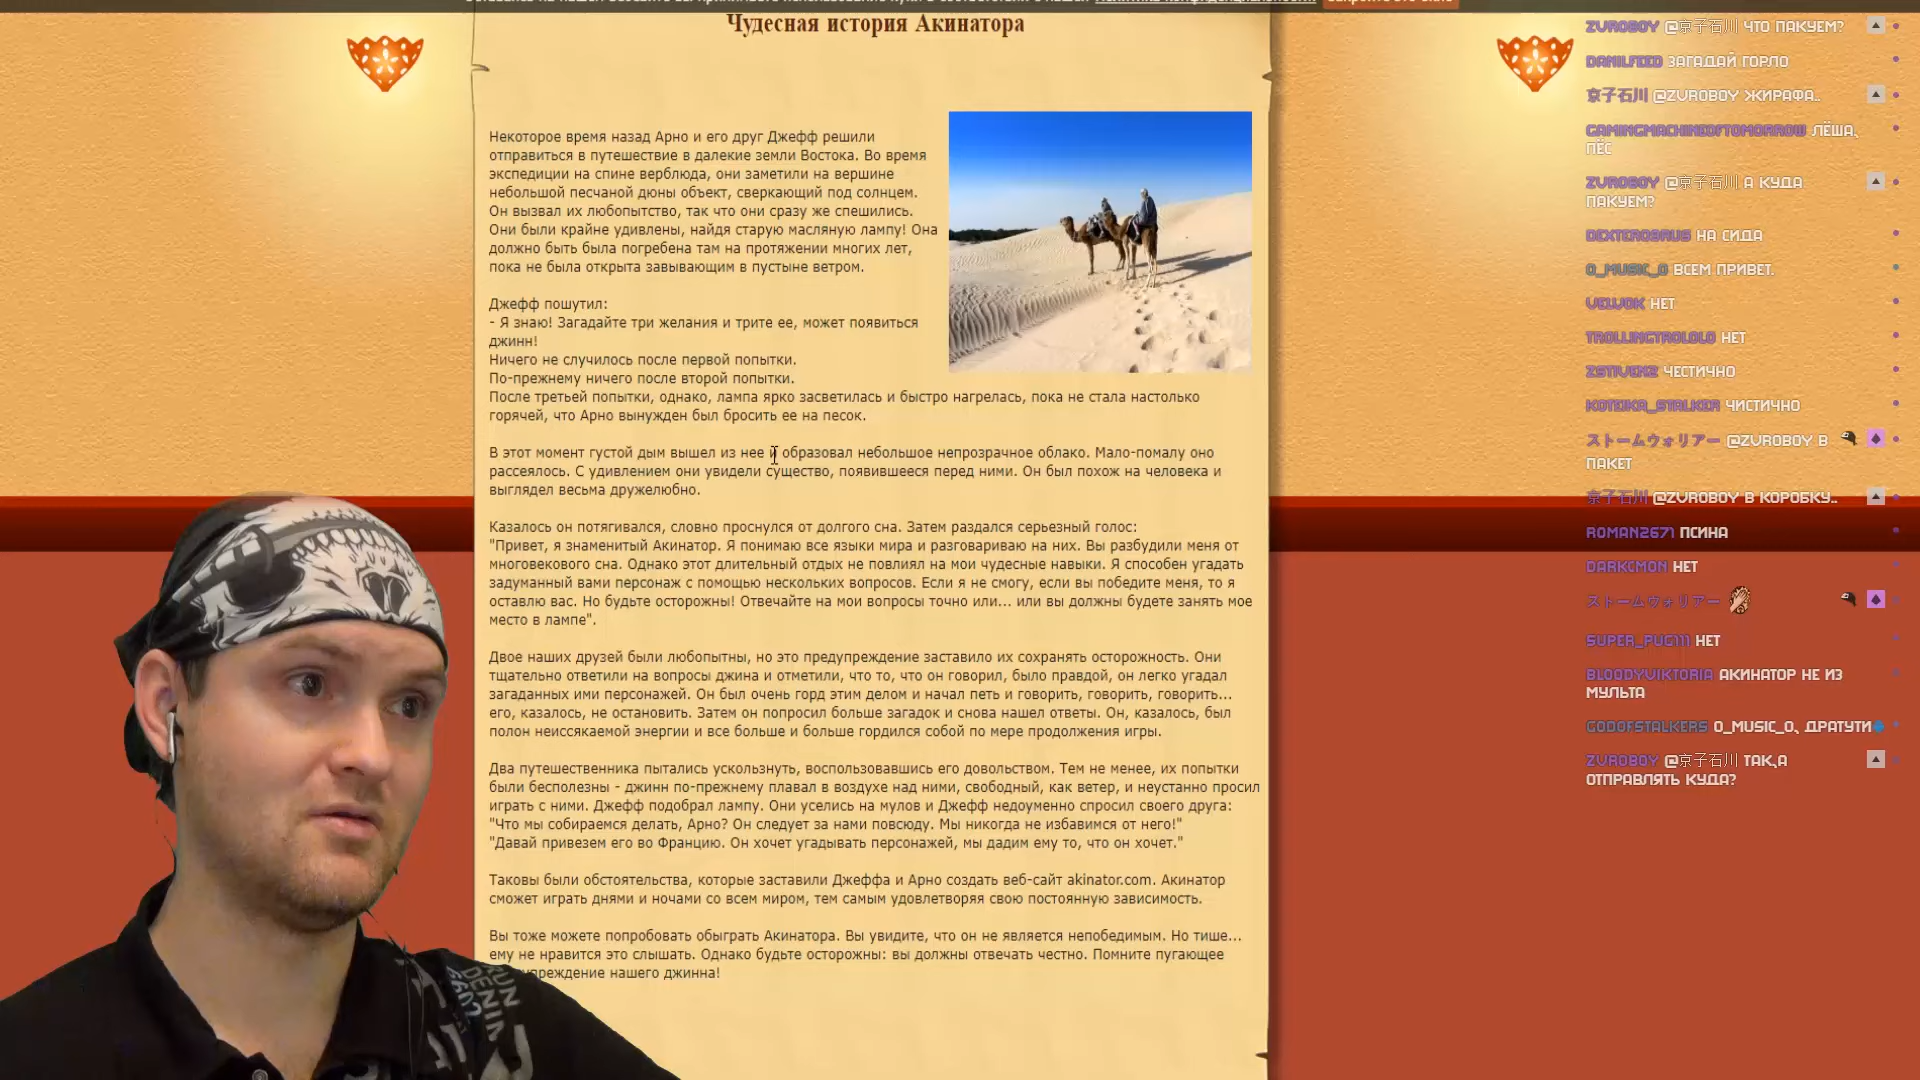 Чудесная история Акинатора
Некоторое время назад Арно и его друг Джефф решили
отправиться в путешествие в далекие земли Востока. Во время
экспедиции на спине верблюда, они заметили на вершине
небольшой песчаной дюны объект, сверкающий под солнцем.
Он вызвал их любопытство, так что они сразу же спешились.
Они были крайне удивлены, найдя старую масляную лампу! Она
должно быть была погребена там на протяжении многих лет,
пока не была открыта завывающим в пустыне ветром.
Джефф пошутил:
- Я знаю! Загадайте три желания и трите ее, может появиться
джинн!
Ничего не случилось после первой попытки.
По-прежнему ничего после второй попытки.
После третьей попытки, однако, лампа ярко засветилась и быстро нагрелась, пока не стала настолько
горячей, что Арно вынужден был бросить ее на песок.
В этот момент густой дым вышел из нее и образовал небольшое непрозрачное облако. Мало-помалу оно
рассеялось. С удивлением они увидели существо, появившееся перед ними. Он был похож на человека и
выглядел весьма дружелюбно.
Казалось он потягивался, словно проснулся от долгого сна. Затем раздался серьезный голос:
"Привет, я знаменитый Акинатор. Я понимаю все языки мира и разговариваю на них. Вы разбудили меня от
многовекового сна. Однако этот длительный отдых не повлиял на мои чудесные навыки. Я способен угадать
задуманный вами персонаж с помощью нескольких вопросов. Если я не смогу, если вы победите меня, то я
оставлю вас. Но будьте осторожны! Отвечайте на мои вопросы точно или... или вы должны будете занять мое
место в лампе".
Двое наших друзей были любопытны, но это предупреждение заставило их сохранять осторожность. Они
тщательно ответили на вопросы джина и отметили, что то, что он говорил, было правдой, он легко угадал
загаданных ими персонажей. Он был очень горд этим делом и начал петь и говорить, говорить, говорить...
его, казалось, не остановить. Затем он попросил больше загадок и снова нашел ответы. Он, казалось, был
полон неиссякаемой энергии и все больше и больше гордился собой по мере продолжения игры.
Два путешественника пытались ускользнуть, воспользовавшись его довольством. Тем не менее, их попытки
были бесполезны - джинн по-прежнему плавал в воздухе над ними, свободный, как ветер, и неустанно просил
играть с ними. Джефф подобрал лампу. Они уселись на мулов и Джефф недоуменно спросил своего друга:
"Что мы собираемся делать, Арно? Он следует за нами повсюду. Мы никогда не избавимся от него!"
"Давай привезем его во Францию. Он хочет угадывать персонажей, мы дадим ему то, что он хочет."
Таковы были обстоятельства, которые заставили Джеффа и Арно создать веб-сайт akinator.com. Акинатор
сможет играть днями и ночами со всем миром, тем самым удовлетворяя свою постоянную зависимость.
Вы тоже можете попробовать обыграть Акинатора. Вы увидите, что он не является непобедимым. Но тише...
ему не нравится это слышать. Однако будьте осторожны: вы должны отвечать честно. Помните пугающее
упреждение нашего джинна!
ZVROBOY @京子石川 ЧТО ПАКУЕМ?
DANILFEED ЗАГАДАЙ ГОРЛО
京子石川 @ZVROBOY ЖИРАФА..
GAMINGMACHINEOFTOMORROW ЛЁША,
ПЁС
ZVROBOY @京子石川 А КУДА
ПАКУЕМ?
DEXTEROBRUS НА СИДА
O_MUSIC_O ВСЕМ ПРИВЕТ.
VEIVOK НЕТ
TROLLINGTROLOLO НЕТ
ZSTIVENZ ЧЕСТИЧНО
KOTEIKA_STALKER ЧИСТИЧНО
ストームウォリアー @ZVROBOY В
ПАКЕТ
京子石川 @ZVROBOY В КОРОБКУ..
ROMAN2671 ПСИНА
DARKCMON НЕТ
ストームウォリアー
SUPER_PUG111 НЕТ
BLOODYVIKTORIA АКИНАТОР НЕ ИЗ
МУЛЬТА
GODOFSTALKERS O_MUSIC_O, ДРАТУТИ
ZVROBOY @京子石川 ТАК,А
ОТПРАВЛЯТЬ КУДА?